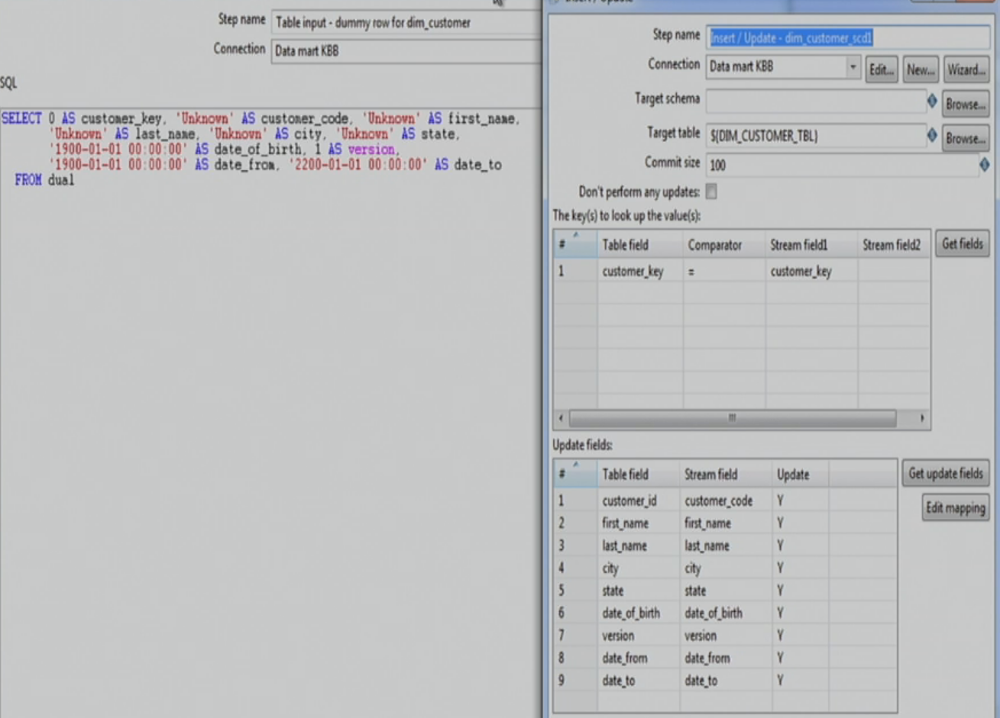 Step name Table input - dummy row for dim_customer
Connection Data mart KBB
SQL
SELECT 0 AS customer_key, 'Unknown' AS customer_code, 'Unknown' AS first_name,
'Unknown' AS last_name, 'Unknown' AS city, 'Unknown' AS state,
'1900-01-01 00:00:00' AS date_of_birth, 1 AS version,
'1900-01-01 00:00:00' AS date_from, '2200-01-01 00:00:00' AS date_to
FROM dual
Insert / Update
Step name Insert / Update - dim_customer_scd1
Connection Data mart KBB Edit... New... Wizard...
Target schema Browse...
Target table ${DIM_CUSTOMER_TBL} Browse...
Commit size 100
Don't perform any updates:
The key(s) to look up the value(s):
# Table field Comparator Stream field1 Stream field2 Get fields
1 customer_key = customer_key
Update fields:
# Table field Stream field Update Get update fields
1 customer_id customer_code Y Edit mapping
2 first_name first_name Y
3 last_name last_name Y
4 city city Y
5 state state Y
6 date_of_birth date_of_birth Y
7 version version Y
8 date_from date_from Y
9 date_to date_to Y